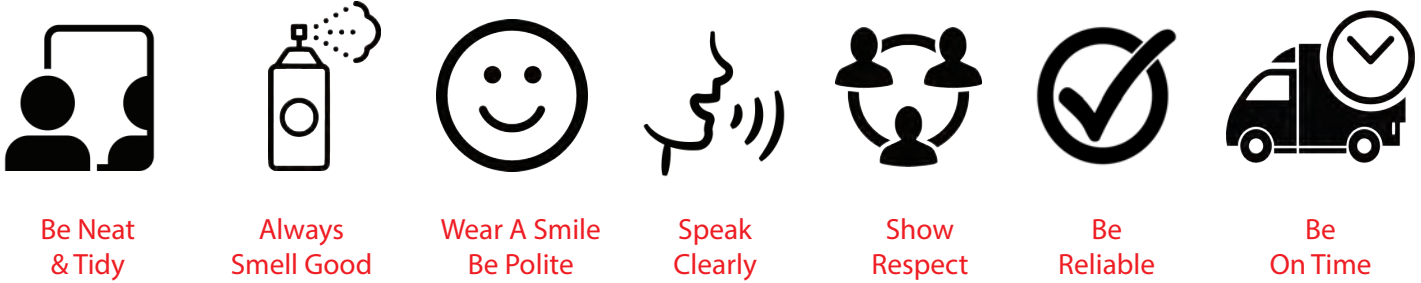 Be Neat
& Tidy
Always
Smell Good
Wear A Smile
Be Polite
Speak
Clearly
Show
Respect
Be
Reliable
Be
On Time